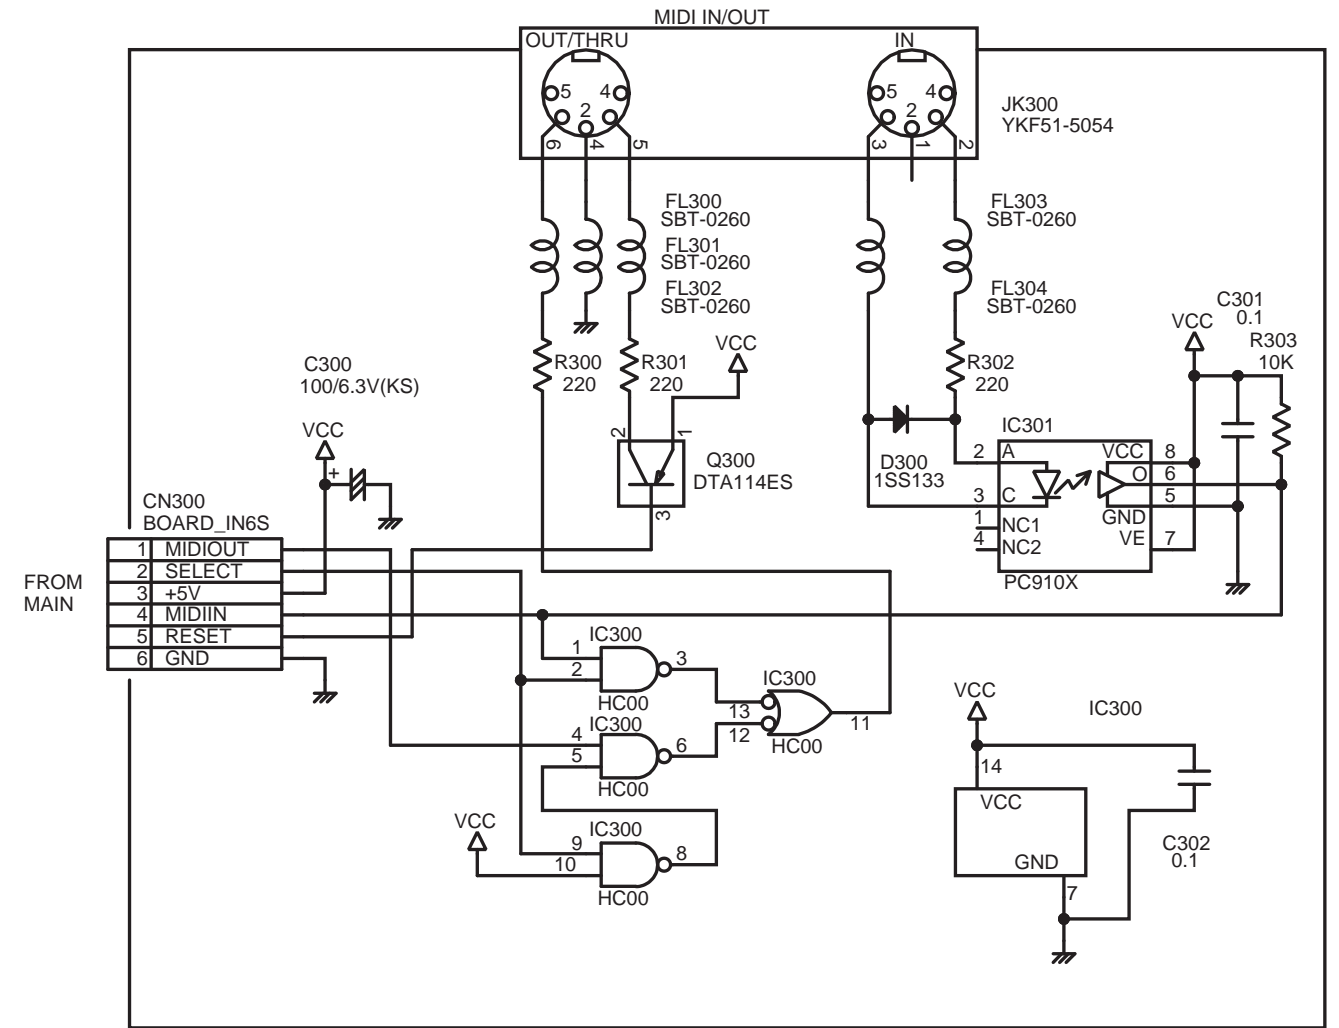 MIDI IN/OUT
OUT/THRU
IN
5 4
2
5 4
2
6 4 5
3 1 2
JK300
YKF51-5054
FL300
SBT-0260
FL301
SBT-0260
FL302
SBT-0260
FL303
SBT-0260
FL304
SBT-0260
C301
0.1
VCC
R303
10K
R300
220
R301
220
VCC
R302
220
C300
100/6.3V(KS)
VCC
+
2 1
Q300
DTA114ES
3
D300
1SS133
IC301
2 A
3 C
1 NC1
4 NC2
VCC 8
O 6
5
GND
VE 7
PC910X
CN300
BOARD_IN6S
FROM
MAIN
1 MIDIOUT
2 SELECT
3 +5V
4 MIDIIN
5 RESET
6 GND
IC300
1
2
3
HC00
IC300
4
5
6
HC00
IC300
13
12
11
HC00
VCC
IC300
9
10
8
HC00
VCC
IC300
14
VCC
GND
7
C302
0.1